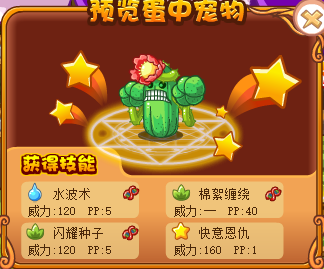 预览蛋中宠物
获得技能
水波术
威力:120 PP:5
棉絮缠绕
威力:一 PP:40
闪耀种子
威力:120 PP:5
快意恩仇
威力:160 PP:1